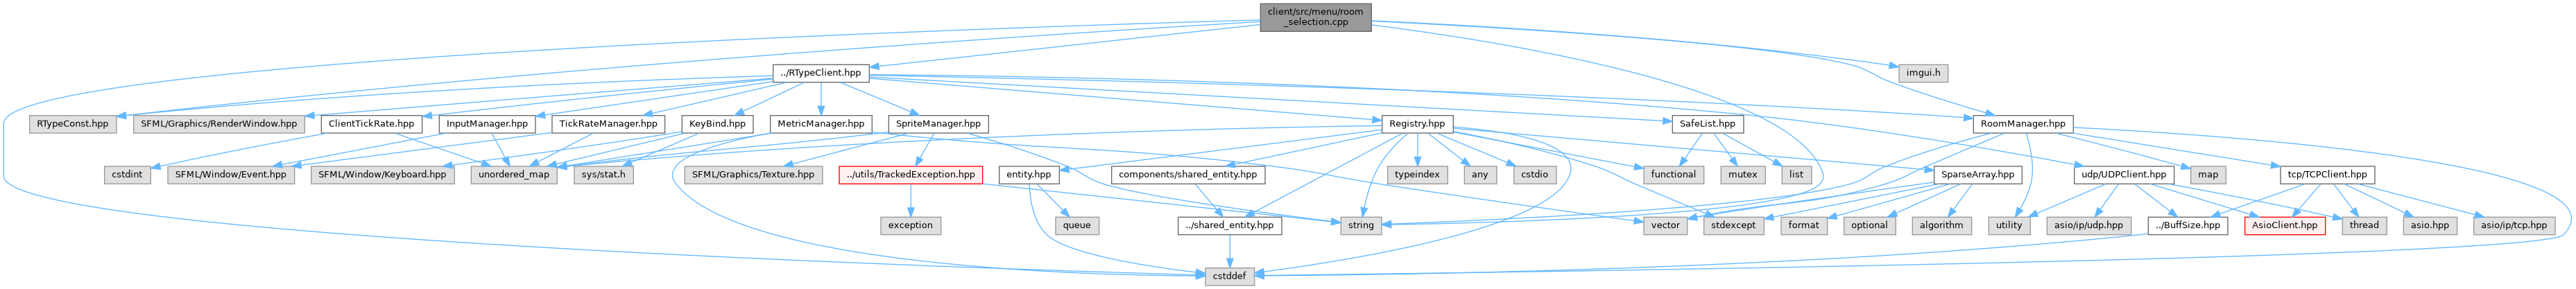 client/src/menu/room
_selection.cpp
../RTypeClient.hpp
imgui.h
RTypeConst.hpp
SFML/Graphics/RenderWindow.hpp
ClientTickRate.hpp
InputManager.hpp
TickRateManager.hpp
KeyBind.hpp
MetricManager.hpp
SpriteManager.hpp
Registry.hpp
SafeList.hpp
RoomManager.hpp
cstdint
SFML/Window/Event.hpp
SFML/Window/Keyboard.hpp
unordered_map
sys/stat.h
SFML/Graphics/Texture.hpp
../utils/TrackedException.hpp
entity.hpp
components/shared_entity.hpp
typeindex
any
cstdio
functional
mutex
list
SparseArray.hpp
udp/UDPClient.hpp
map
tcp/TCPClient.hpp
exception
queue
../shared_entity.hpp
string
vector
stdexcept
format
optional
algorithm
utility
asio/ip/udp.hpp
../BuffSize.hpp
AsioClient.hpp
thread
asio.hpp
asio/ip/tcp.hpp
cstddef